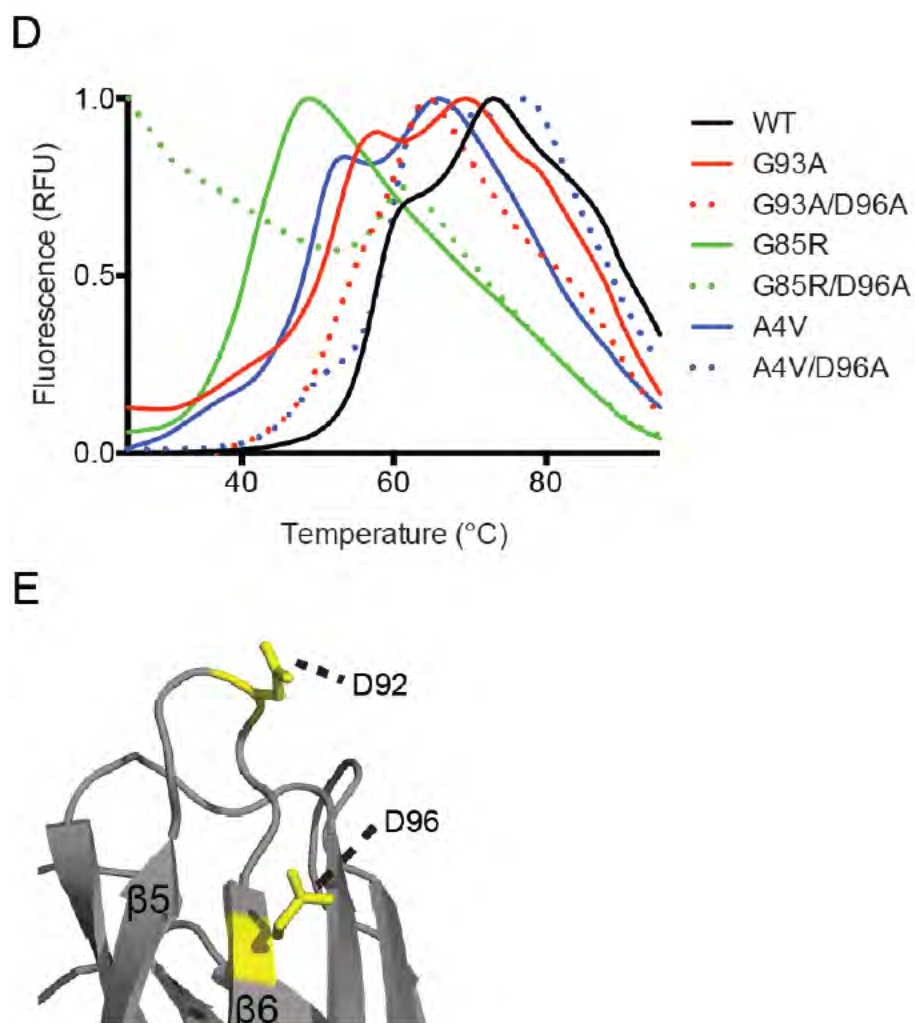 D
Fluorescence (RFU)
1.0
0.5
0.0
40
60
80
Temperature (°C)
WT
G93A
G93A/D96A
G85R
G85R/D96A
A4V
A4V/D96A
E
D92
D96
β5
β6